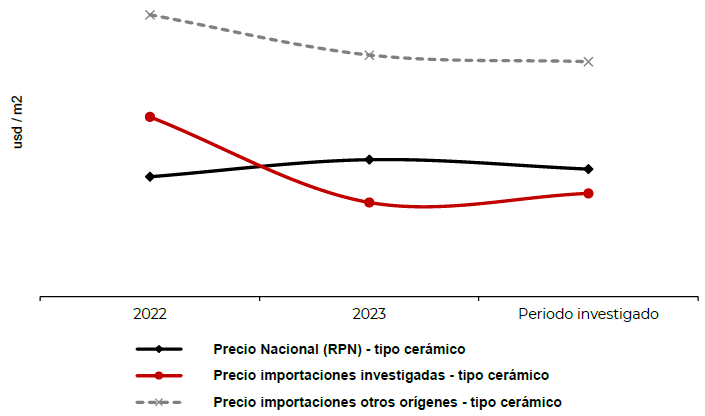 usd / m2
2022
2023
Periodo investigado
Precio Nacional (RPN) - tipo cerámico
Precio importaciones investigadas - tipo cerámico
Precio importaciones otros orígenes - tipo cerámico